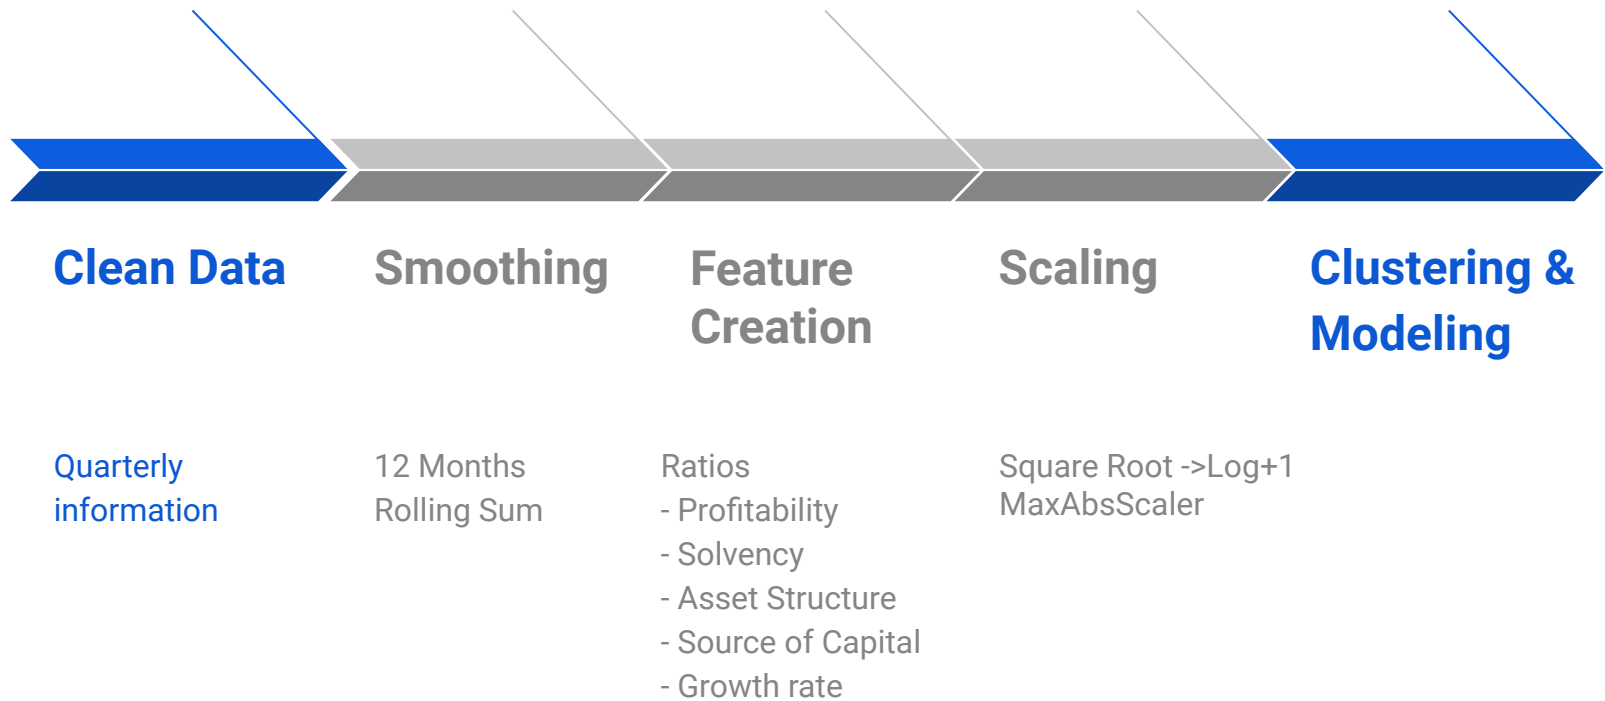 Clean Data
Smoothing
Feature
Creation
Scaling
Clustering &
Modeling
Quarterly
information
12 Months
Rolling Sum
Ratios
- Profitability
- Solvency
- Asset Structure
- Source of Capital
- Growth rate
Square Root ->Log+1
MaxAbsScaler